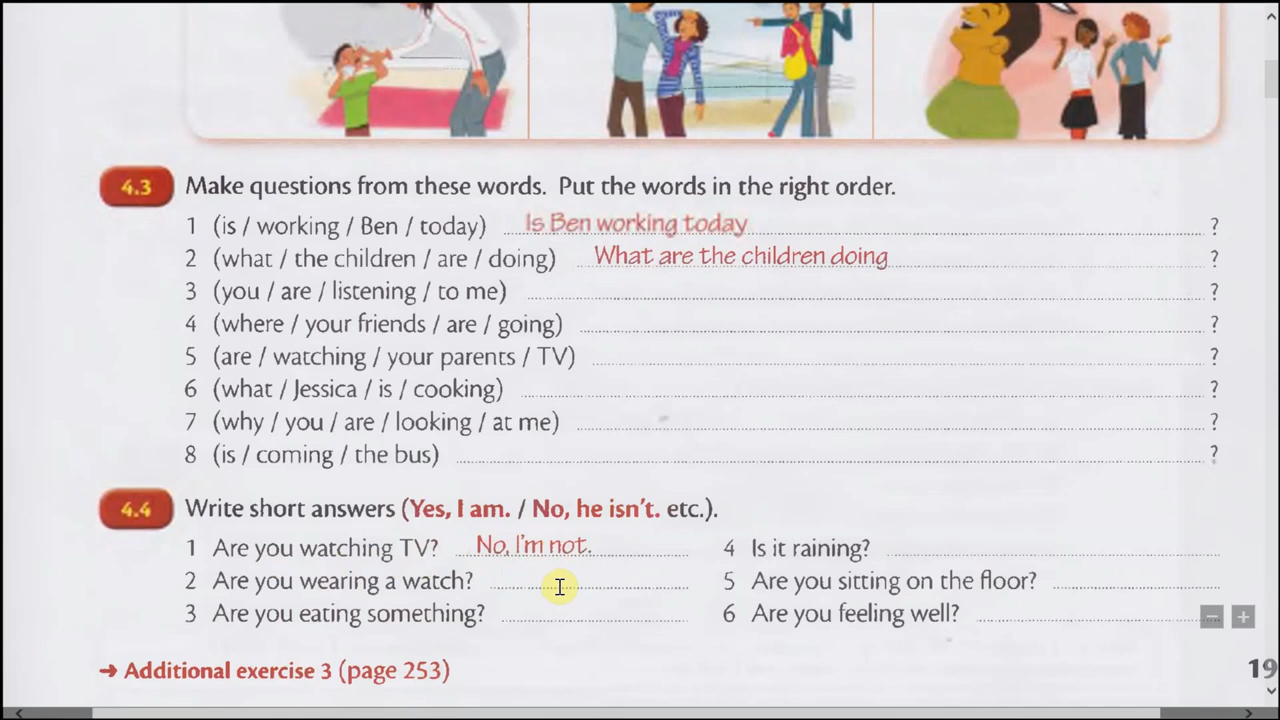 4.3 Make questions from these words. Put the words in the right order.
1 (is / working / Ben / today) Is Ben working today ?
2 (what / the children / are / doing) What are the children doing ?
3 (you / are / listening / to me) ?
4 (where / your friends / are / going) ?
5 (are / watching / your parents / TV) ?
6 (what / Jessica / is / cooking) ?
7 (why / you / are / looking / at me) ?
8 (is / coming / the bus) ?
4.4 Write short answers (Yes, I am. / No, he isn't. etc.).
1 Are you watching TV? No, I'm not.
2 Are you wearing a watch?
3 Are you eating something?
4 Is it raining?
5 Are you sitting on the floor?
6 Are you feeling well?
→ Additional exercise 3 (page 253)
19